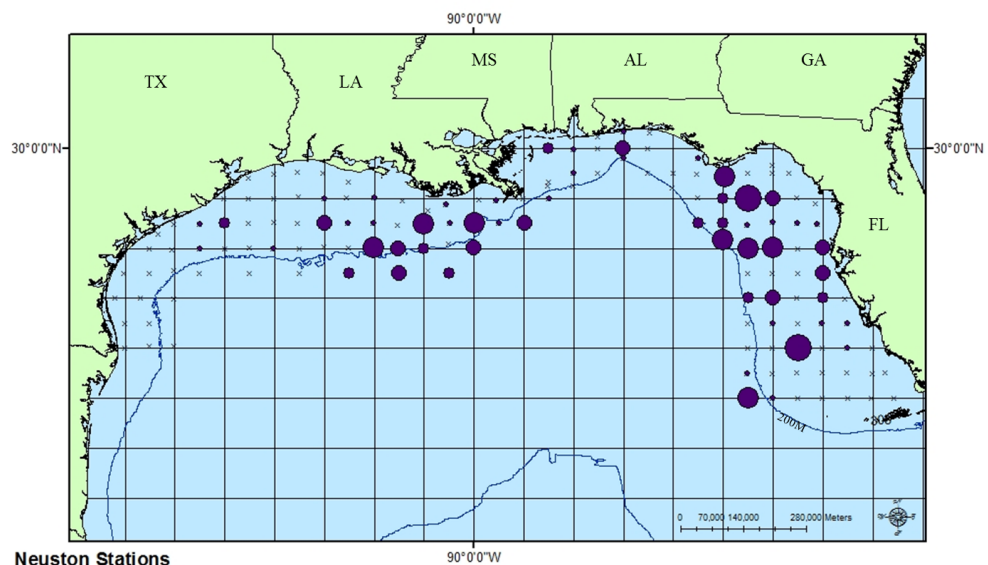 90°0'0"W
TX
LA
MS
AL
GA
30°0'0"N
30°0'0"N
FL
200M
0 70,000 140,000 280,000 Meters
90°0'0"W
Neuston Stations